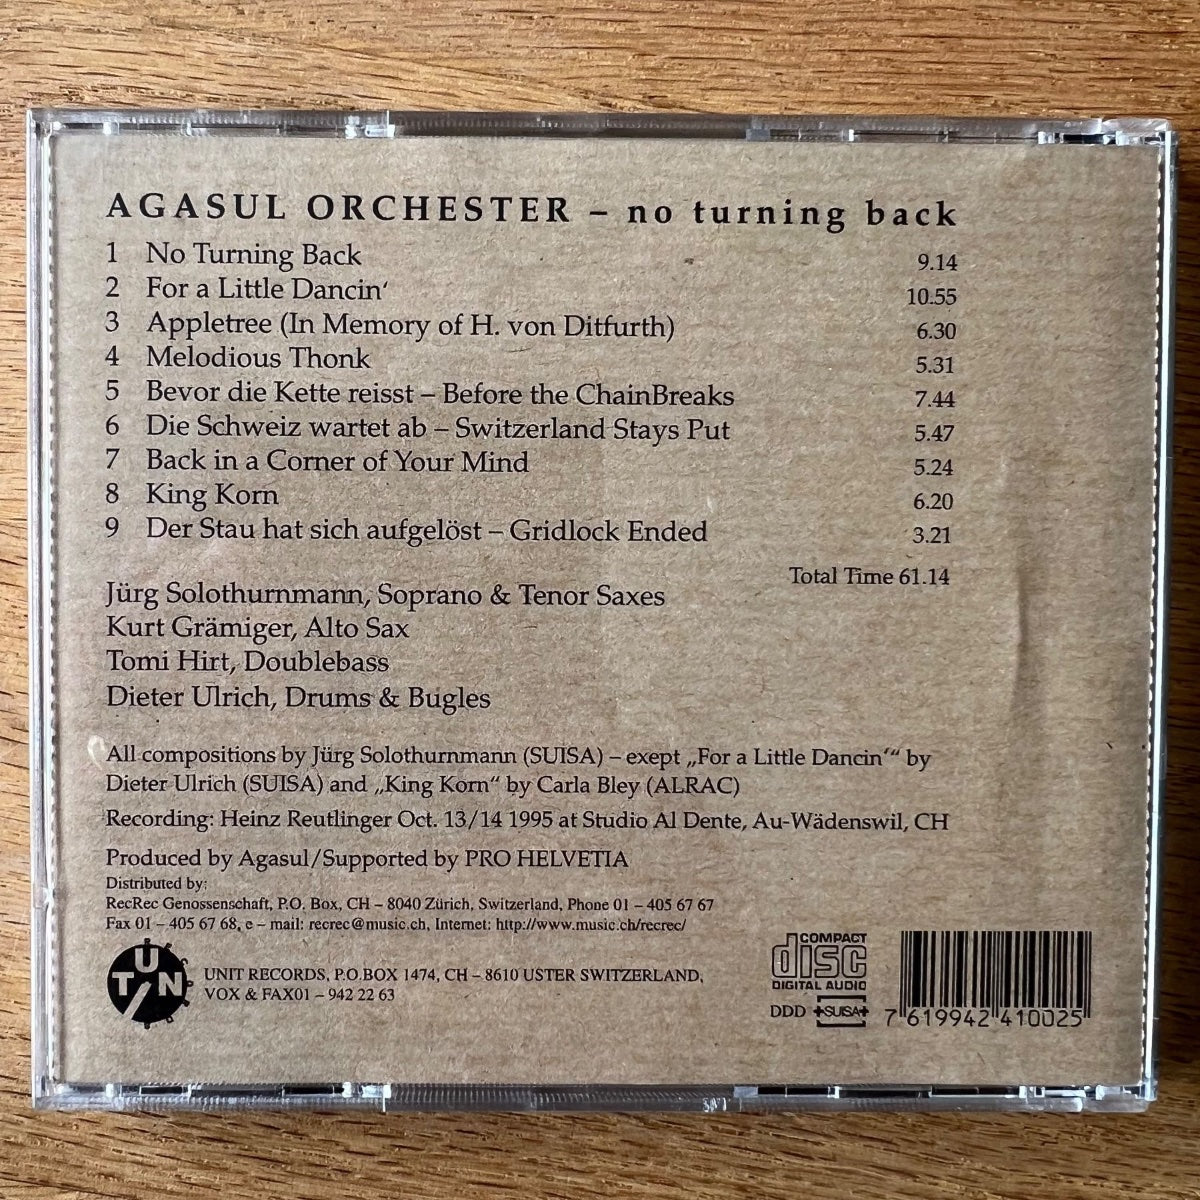 AGASUL ORCHESTER – no turning back
1 No Turning Back 9.14
2 For a Little Dancin‘ 10.55
3 Appletree (In Memory of H. von Ditfurth) 6.30
4 Melodious Thonk 5.31
5 Bevor die Kette reisst – Before the ChainBreaks 7.44
6 Die Schweiz wartet ab – Switzerland Stays Put 5.47
7 Back in a Corner of Your Mind 5.24
8 King Korn 6.20
9 Der Stau hat sich aufgelöst – Gridlock Ended 3.21
Total Time 61.14
Jürg Solothurnmann, Soprano & Tenor Saxes
Kurt Grämiger, Alto Sax
Tomi Hirt, Doublebass
Dieter Ulrich, Drums & Bugles
All compositions by Jürg Solothurnmann (SUISA) – exept „For a Little Dancin‘“ by
Dieter Ulrich (SUISA) and „King Korn“ by Carla Bley (ALRAC)
Recording: Heinz Reutlinger Oct. 13/14 1995 at Studio Al Dente, Au-Wädenswil, CH
Produced by Agasul/Supported by PRO HELVETIA
Distributed by:
RecRec Genossenschaft, P.O. Box, CH – 8040 Zürich, Switzerland, Phone 01 – 405 67 67
Fax 01 – 405 67 68, e – mail: recrec@music.ch, Internet: http://www.music.ch/recrec/
UNIT
UNIT RECORDS, P.O.BOX 1474, CH – 8610 USTER SWITZERLAND,
VOX & FAX01 – 942 22 63
COMPACT
disc
DIGITAL AUDIO
DDD SUISA
7 619942 410025